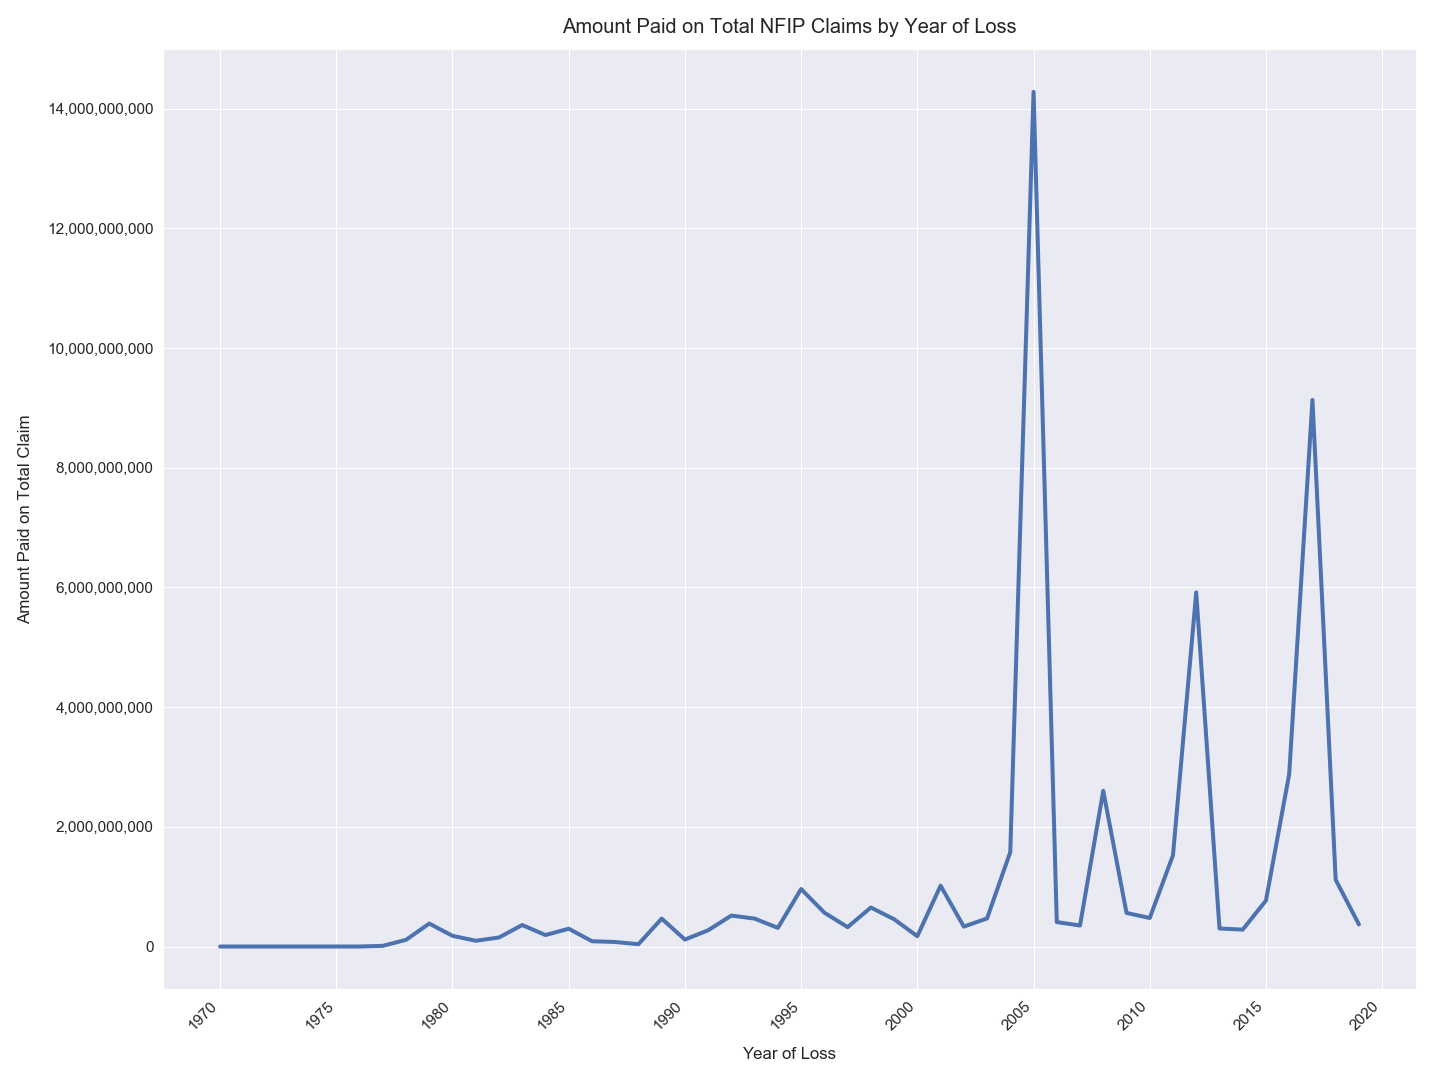 Amount Paid on Total NFIP Claims by Year of Loss
14,000,000,000
12,000,000,000
10,000,000,000
8,000,000,000
6,000,000,000
4,000,000,000
2,000,000,000
0
Amount Paid on Total Claim
1970 1975 1980 1985 1990 1995 2000 2005 2010 2015 2020
Year of Loss